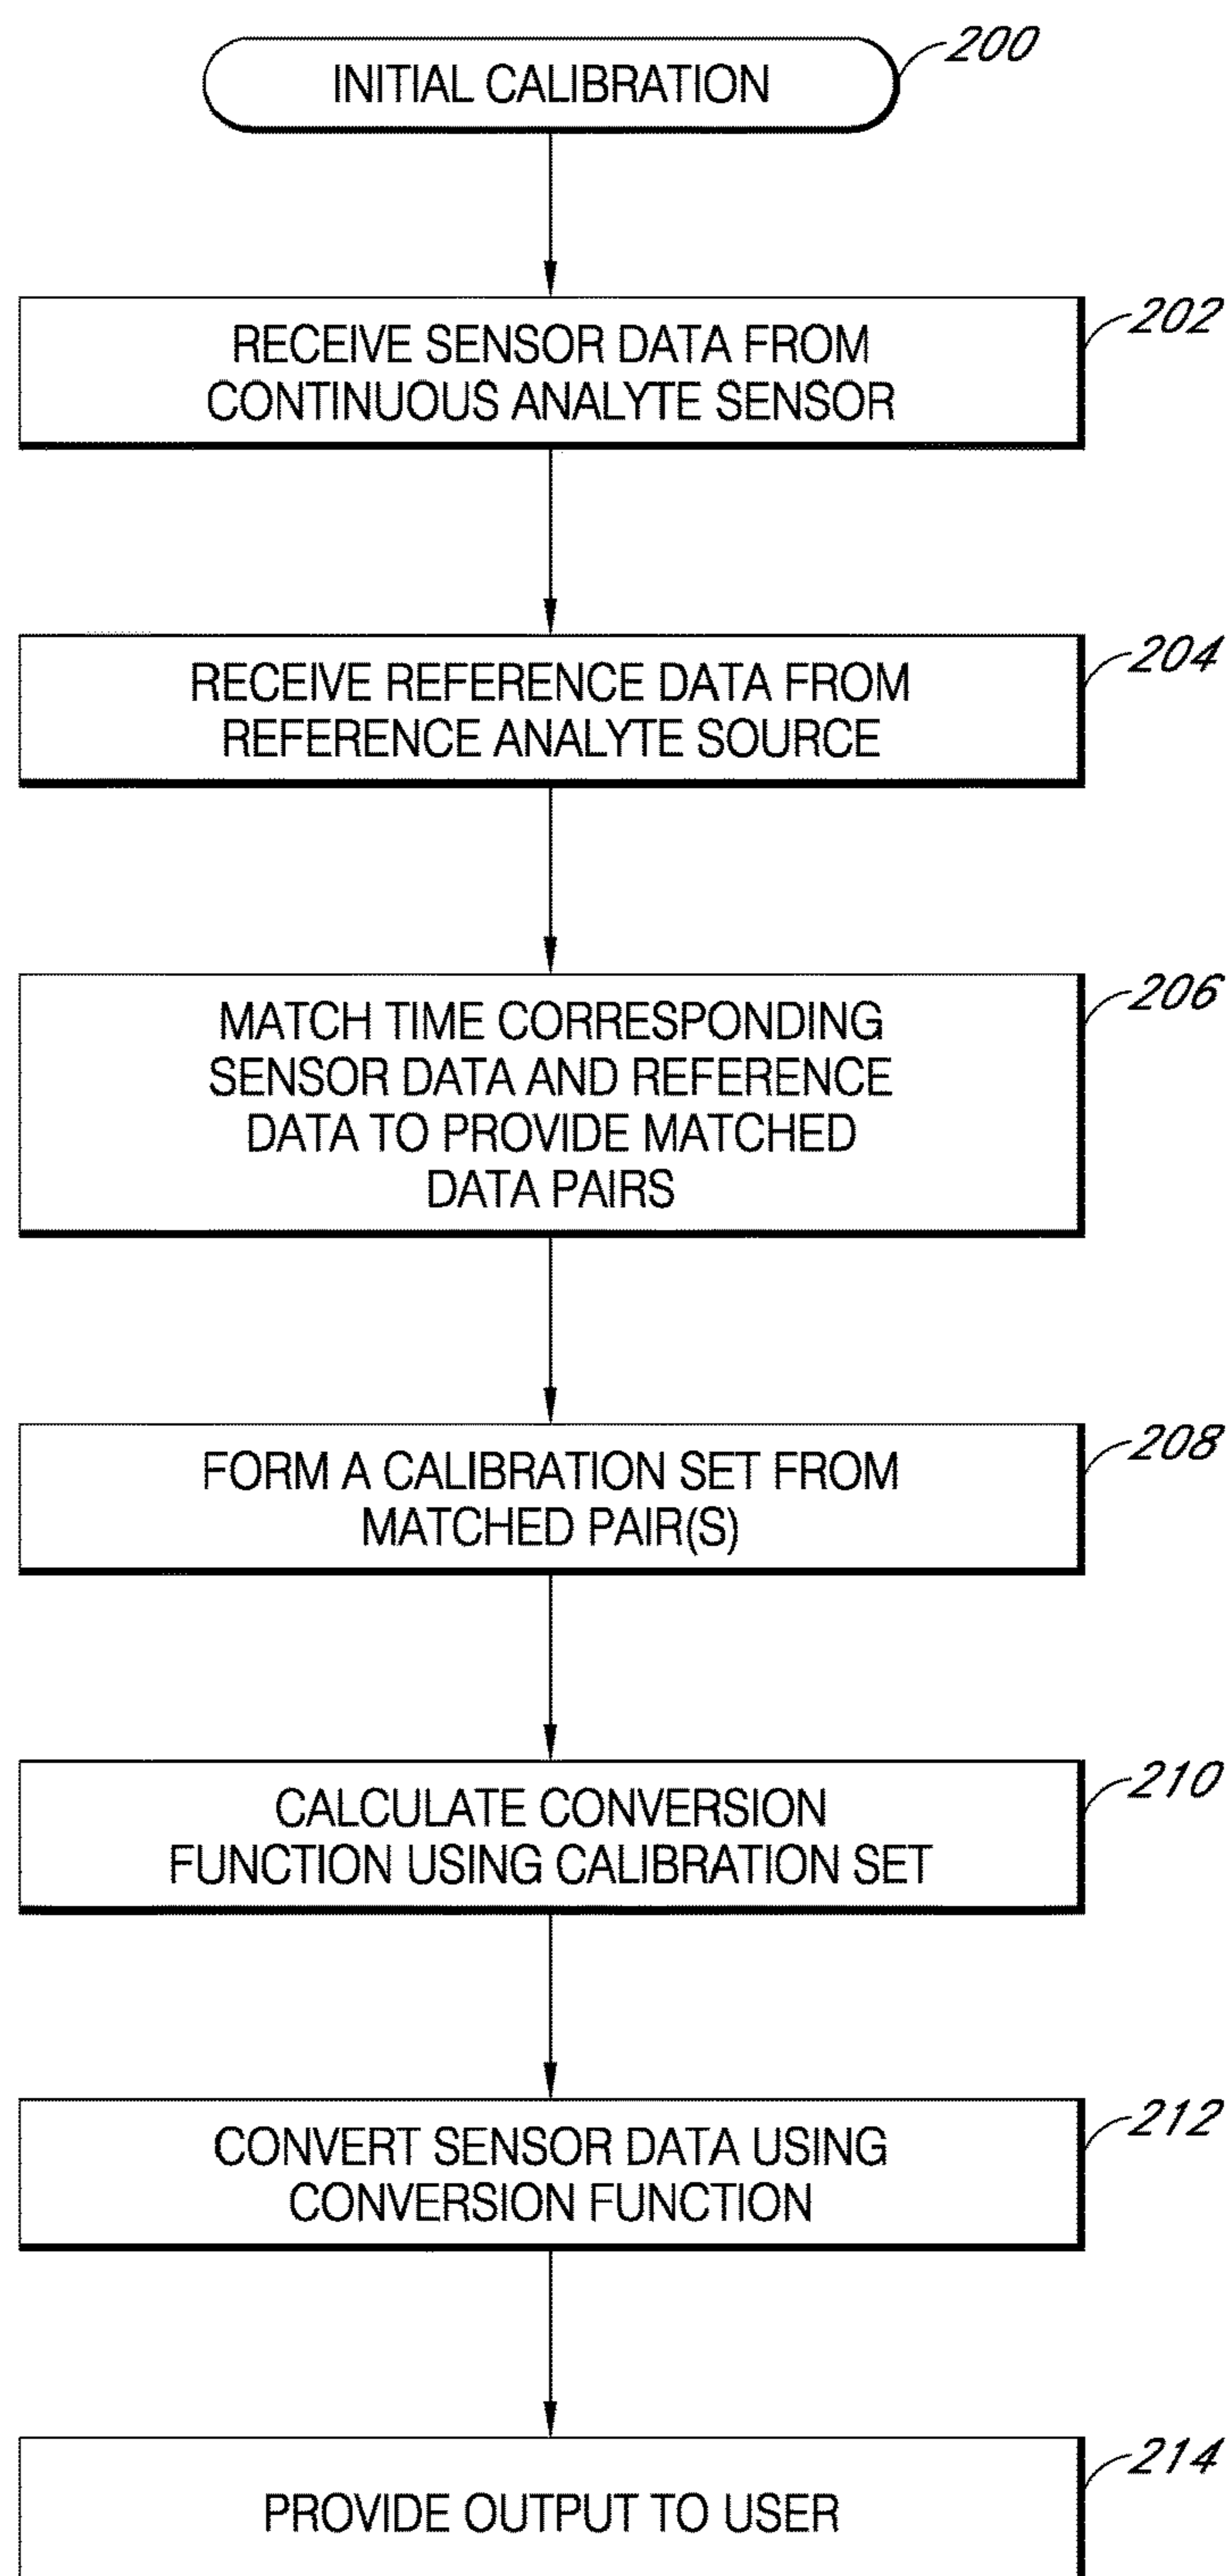 200
INITIAL CALIBRATION
202
RECEIVE SENSOR DATA FROM
CONTINUOUS ANALYTE SENSOR
204
RECEIVE REFERENCE DATA FROM
REFERENCE ANALYTE SOURCE
206
MATCH TIME CORRESPONDING
SENSOR DATA AND REFERENCE
DATA TO PROVIDE MATCHED
DATA PAIRS
208
FORM A CALIBRATION SET FROM
MATCHED PAIR(S)
210
CALCULATE CONVERSION
FUNCTION USING CALIBRATION SET
212
CONVERT SENSOR DATA USING
CONVERSION FUNCTION
214
PROVIDE OUTPUT TO USER